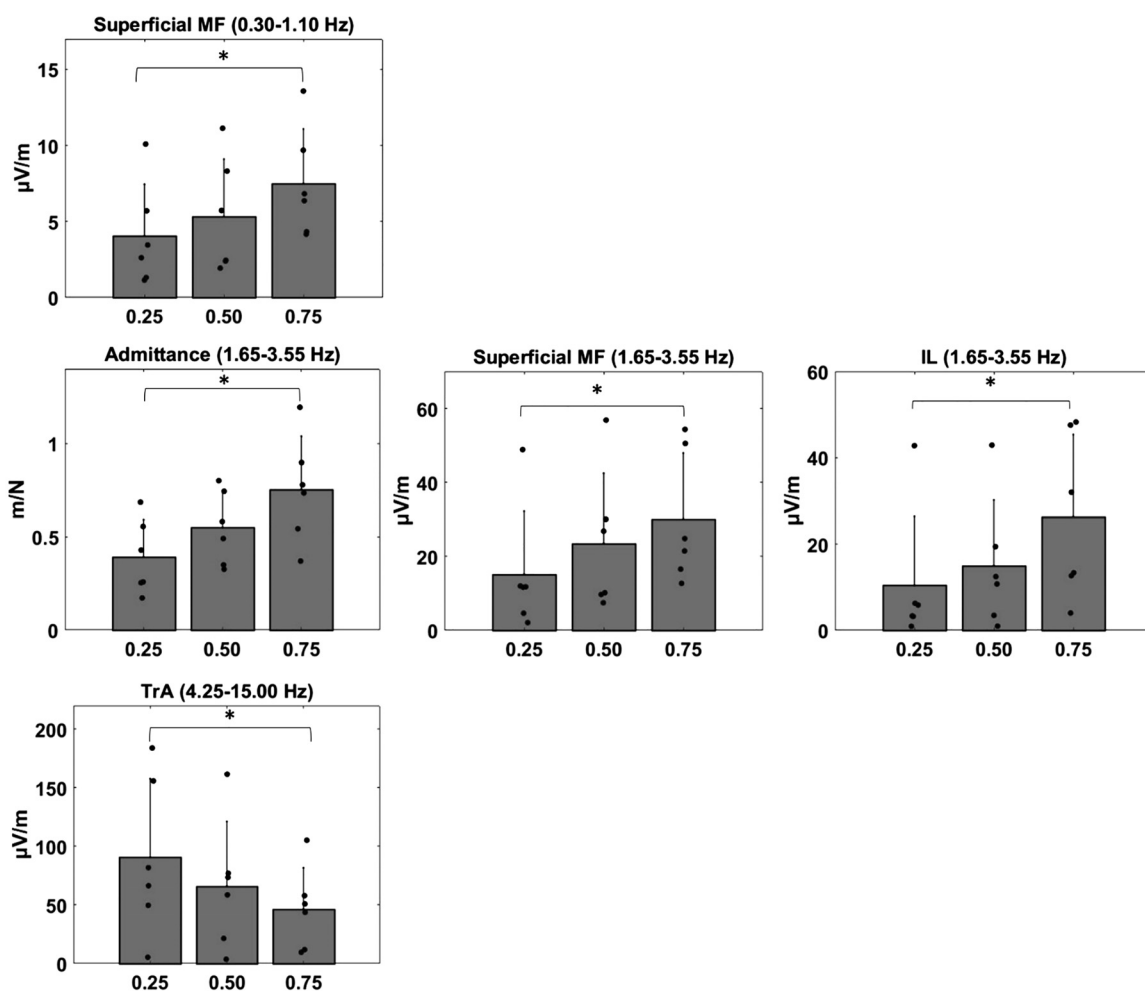 Superficial MF (0.30-1.10 Hz)
*
15
10
5
0
µV/m
0.25 0.50 0.75
Admittance (1.65-3.55 Hz)
*
1
0.5
0
m/N
0.25 0.50 0.75
Superficial MF (1.65-3.55 Hz)
*
60
40
20
0
µV/m
0.25 0.50 0.75
IL (1.65-3.55 Hz)
*
60
40
20
0
µV/m
0.25 0.50 0.75
TrA (4.25-15.00 Hz)
*
200
150
100
50
0
µV/m
0.25 0.50 0.75